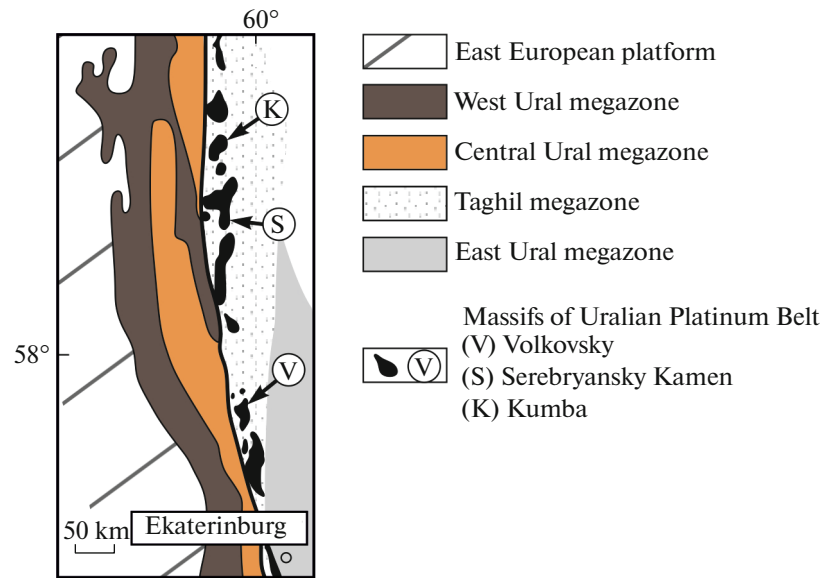 60°
K
S
58°
V
Ekaterinburg
50 km
East European platform
West Ural megazone
Central Ural megazone
Taghil megazone
East Ural megazone
Massifs of Uralian Platinum Belt
V
(V) Volkovsky
(S) Serebryansky Kamen
(K) Kumba